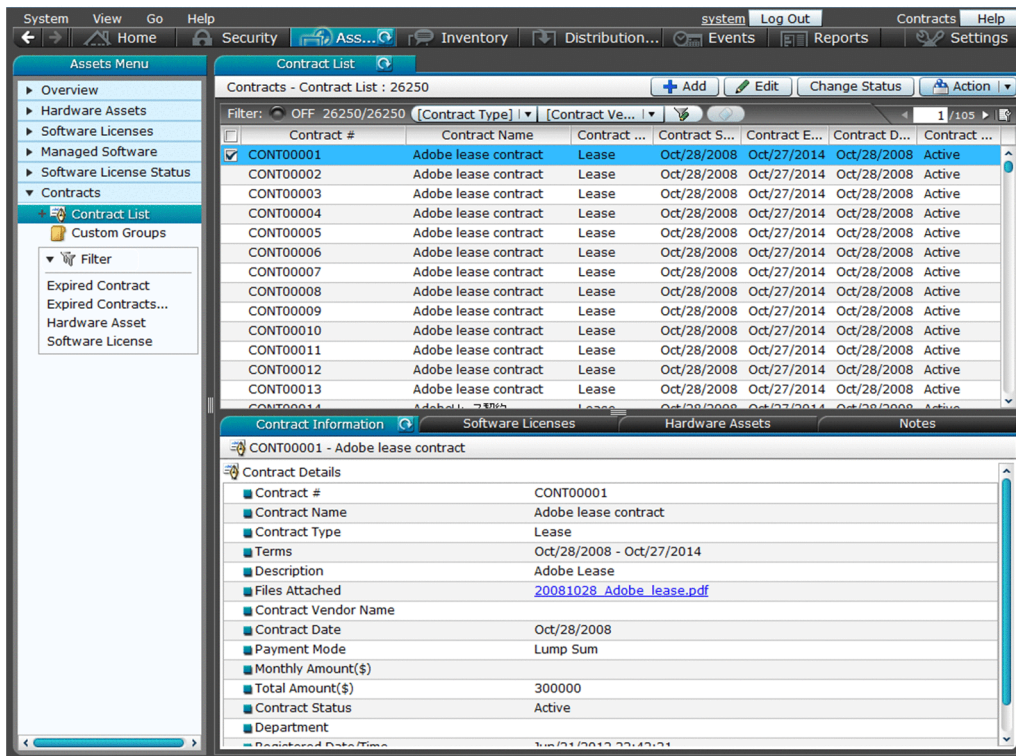 System View Go Help system Log Out Contracts Help
Home Security Ass... Inventory Distribution... Events Reports Settings
Assets Menu
Overview
Hardware Assets
Software Licenses
Managed Software
Software License Status
Contracts
Contract List
Custom Groups
Filter
Expired Contract
Expired Contracts...
Hardware Asset
Software License
Contract List
Contracts - Contract List : 26250 Add Edit Change Status Action
Filter: OFF 26250/26250 [Contract Type] [Contract Ve... 1 /105
Contract # Contract Name Contract ... Contract S... Contract E... Contract D... Contract ...
CONT00001 Adobe lease contract Lease Oct/28/2008 Oct/27/2014 Oct/28/2008 Active
CONT00002 Adobe lease contract Lease Oct/28/2008 Oct/27/2014 Oct/28/2008 Active
CONT00003 Adobe lease contract Lease Oct/28/2008 Oct/27/2014 Oct/28/2008 Active
CONT00004 Adobe lease contract Lease Oct/28/2008 Oct/27/2014 Oct/28/2008 Active
CONT00005 Adobe lease contract Lease Oct/28/2008 Oct/27/2014 Oct/28/2008 Active
CONT00006 Adobe lease contract Lease Oct/28/2008 Oct/27/2014 Oct/28/2008 Active
CONT00007 Adobe lease contract Lease Oct/28/2008 Oct/27/2014 Oct/28/2008 Active
CONT00008 Adobe lease contract Lease Oct/28/2008 Oct/27/2014 Oct/28/2008 Active
CONT00009 Adobe lease contract Lease Oct/28/2008 Oct/27/2014 Oct/28/2008 Active
CONT00010 Adobe lease contract Lease Oct/28/2008 Oct/27/2014 Oct/28/2008 Active
CONT00011 Adobe lease contract Lease Oct/28/2008 Oct/27/2014 Oct/28/2008 Active
CONT00012 Adobe lease contract Lease Oct/28/2008 Oct/27/2014 Oct/28/2008 Active
CONT00013 Adobe lease contract Lease Oct/28/2008 Oct/27/2014 Oct/28/2008 Active
CONT00014 Lease Oct/28/2008 Oct/27/2014 Oct/28/2008 Active
Contract Information Software Licenses Hardware Assets Notes
CONT00001 - Adobe lease contract
Contract Details
Contract # CONT00001
Contract Name Adobe lease contract
Contract Type Lease
Terms Oct/28/2008 - Oct/27/2014
Description Adobe Lease
Files Attached 20081028_Adobe_lease.pdf
Contract Vendor Name
Contract Date Oct/28/2008
Payment Mode Lump Sum
Monthly Amount($)
Total Amount($) 300000
Contract Status Active
Department
Registered Date/Time